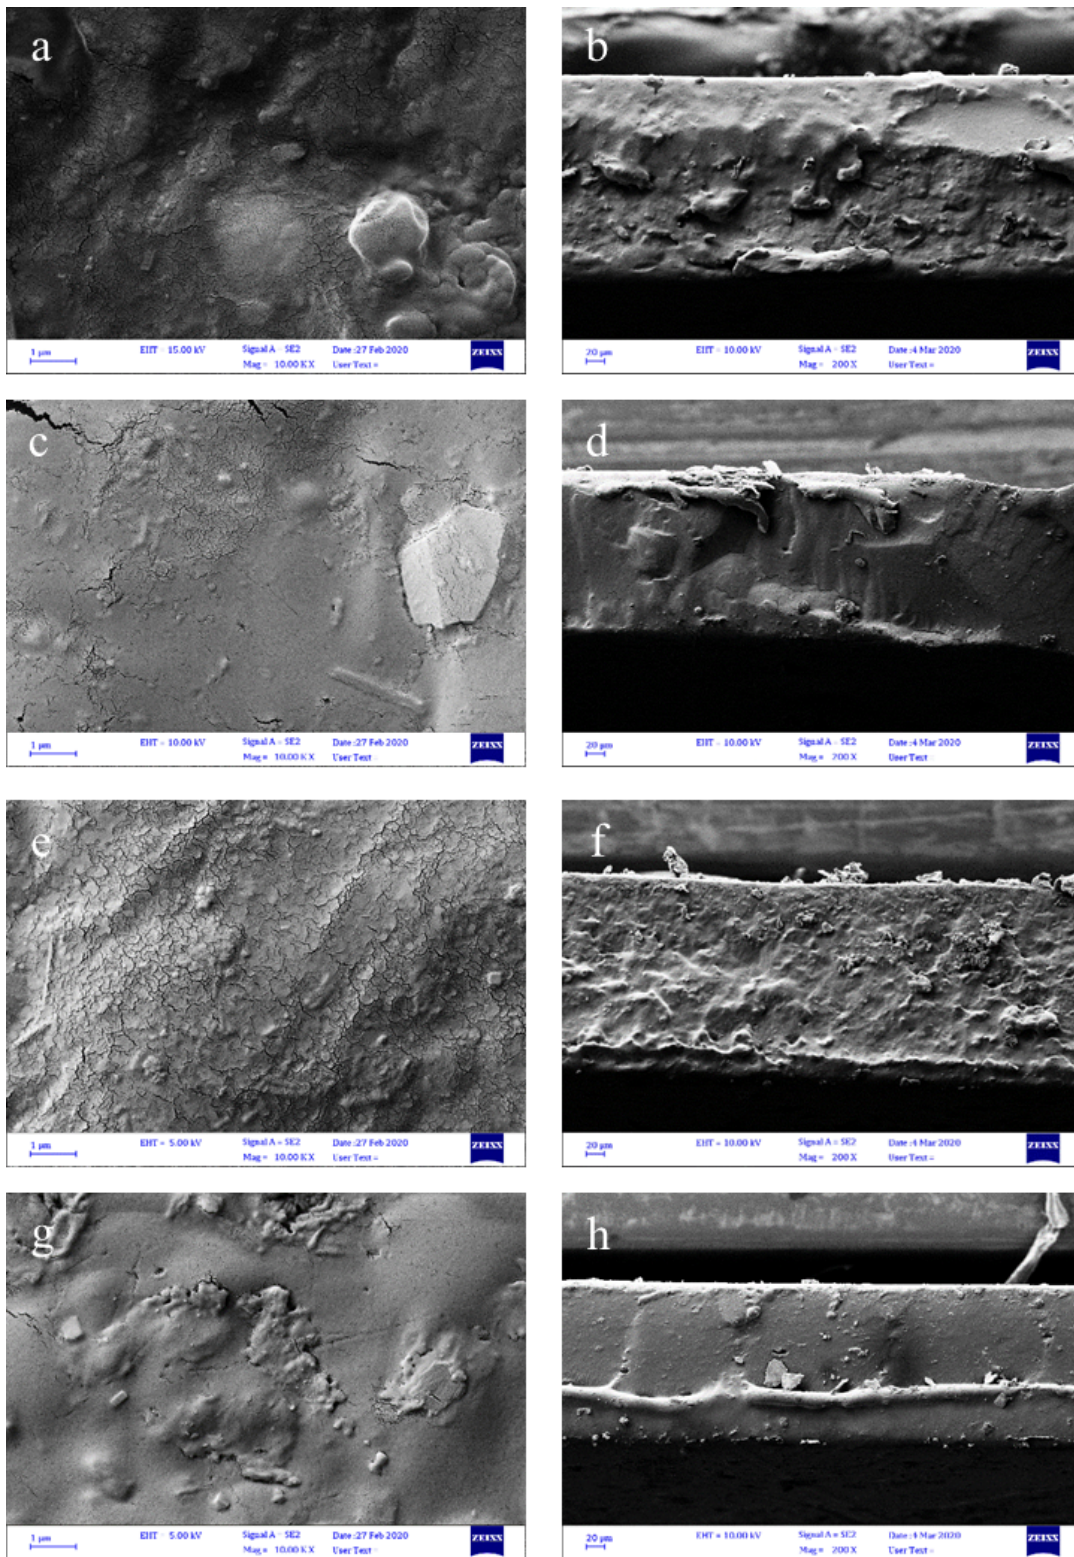 a
1 µm
EHT = 15.00 kV
Signal A = SE2
Date :27 Feb 2020
Mag = 10.00 K X
User Text =
ZEISS
b
20 µm
EHT = 10.00 kV
Signal A = SE2
Date :4 Mar 2020
Mag = 200 X
User Text =
ZEISS
c
1 µm
EHT = 10.00 kV
Signal A = SE2
Date :27 Feb 2020
Mag = 10.00 K X
User Text =
ZEISS
d
20 µm
EHT = 10.00 kV
Signal A = SE2
Date :4 Mar 2020
Mag = 200 X
User Text =
ZEISS
e
1 µm
EHT = 5.00 kV
Signal A = SE2
Date :27 Feb 2020
Mag = 10.00 K X
User Text =
ZEISS
f
20 µm
EHT = 10.00 kV
Signal A = SE2
Date :4 Mar 2020
Mag = 200 X
User Text =
ZEISS
g
1 µm
EHT = 5.00 kV
Signal A = SE2
Date :27 Feb 2020
Mag = 10.00 K X
User Text =
ZEISS
h
20 µm
EHT = 10.00 kV
Signal A = SE2
Date :4 Mar 2020
Mag = 200 X
User Text =
ZEISS